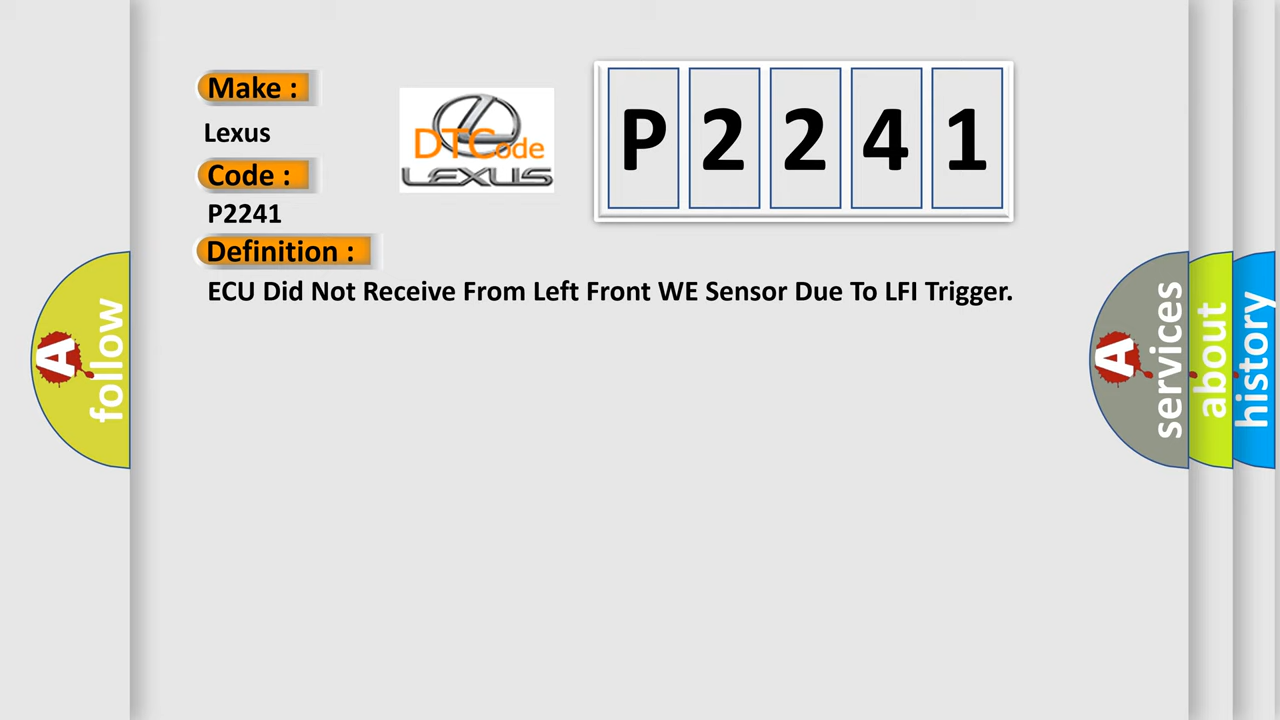 Make :
Lexus
Code :
P2241
Definition :
ECU Did Not Receive From Left Front WE Sensor Due To LFI Trigger.
DTCode
LEXUS
P 2 2 4 1
A follow
A services
about
history